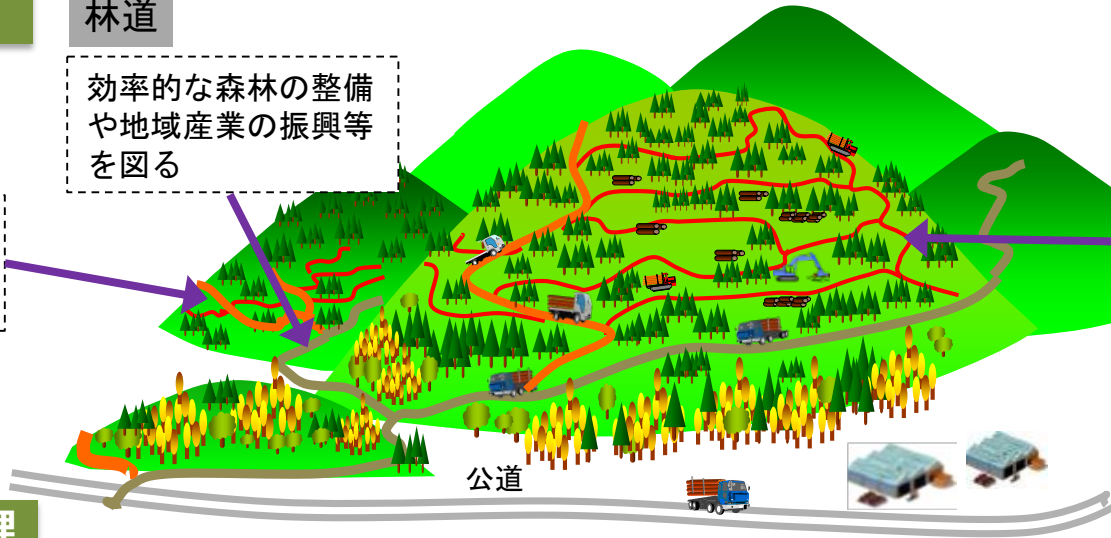 林道
効率的な森林の整備
や地域産業の振興等
を図る
公道
理